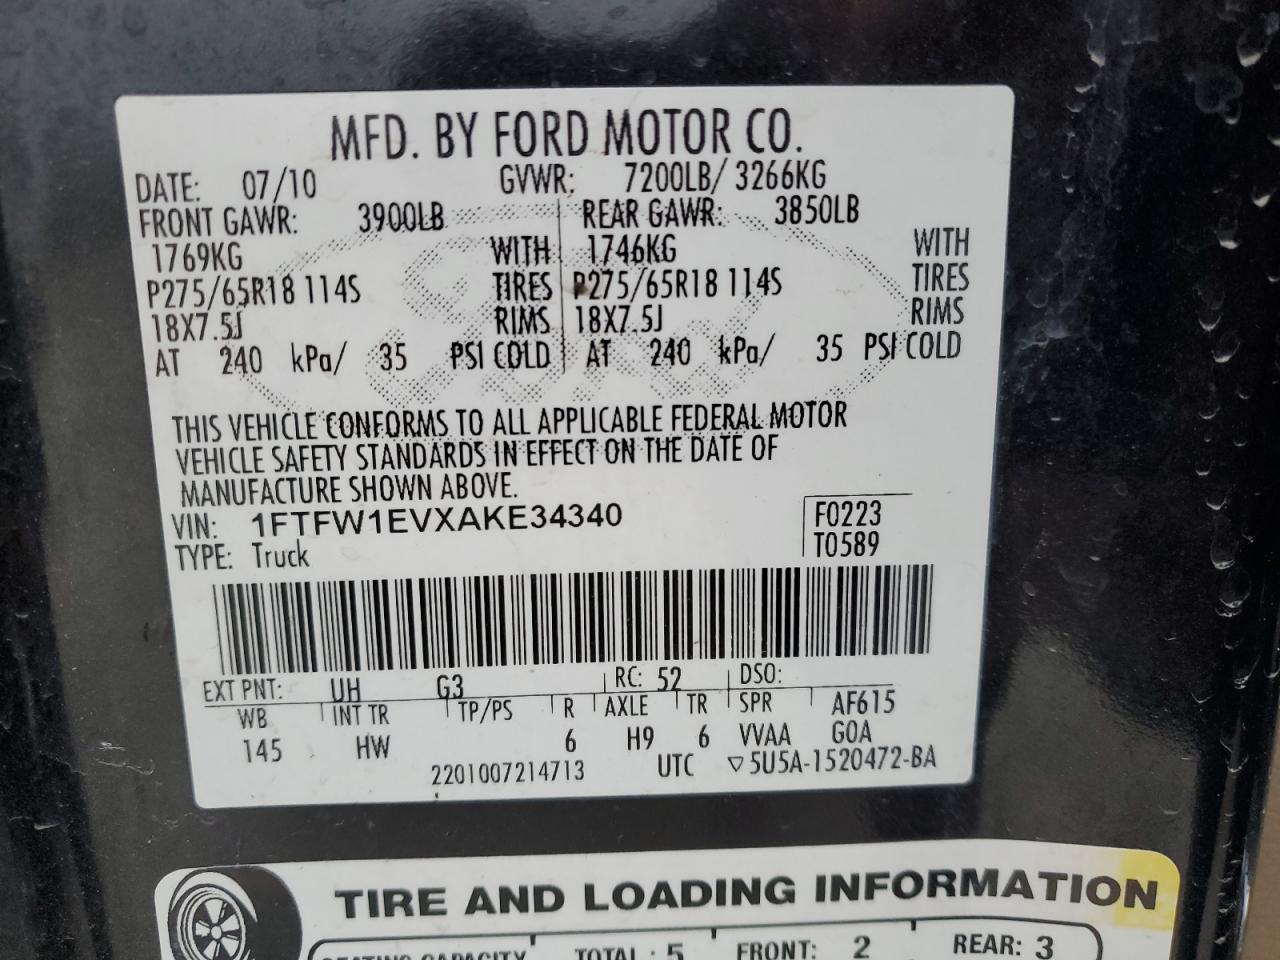 MFD. BY FORD MOTOR CO.
DATE: 07/10 GVWR: 7200LB/ 3266KG
FRONT GAWR: 3900LB REAR GAWR: 3850LB
1769KG WITH 1746KG WITH
P275/65R18 114S TIRES P275/65R18 114S TIRES
18X7.5J RIMS 18X7.5J RIMS
AT 240 kPa/ 35 PSI COLD AT 240 kPa/ 35 PSI COLD
THIS VEHICLE CONFORMS TO ALL APPLICABLE FEDERAL MOTOR
VEHICLE SAFETY STANDARDS IN EFFECT ON THE DATE OF
MANUFACTURE SHOWN ABOVE.
VIN: 1FTFW1EVXAKE34340 F0223
TYPE: Truck T0589
EXT PNT: UH G3 RC: 52 DSO:
WB INT TR TP/PS R AXLE TR SPR AF615
145 HW 6 H9 6 VVAA GOA
2201007214713 UTC ▽5U5A-1520472-BA
TIRE AND LOADING INFORMATION
SEATING CAPACITY TOTAL : 5 FRONT: 2 REAR: 3